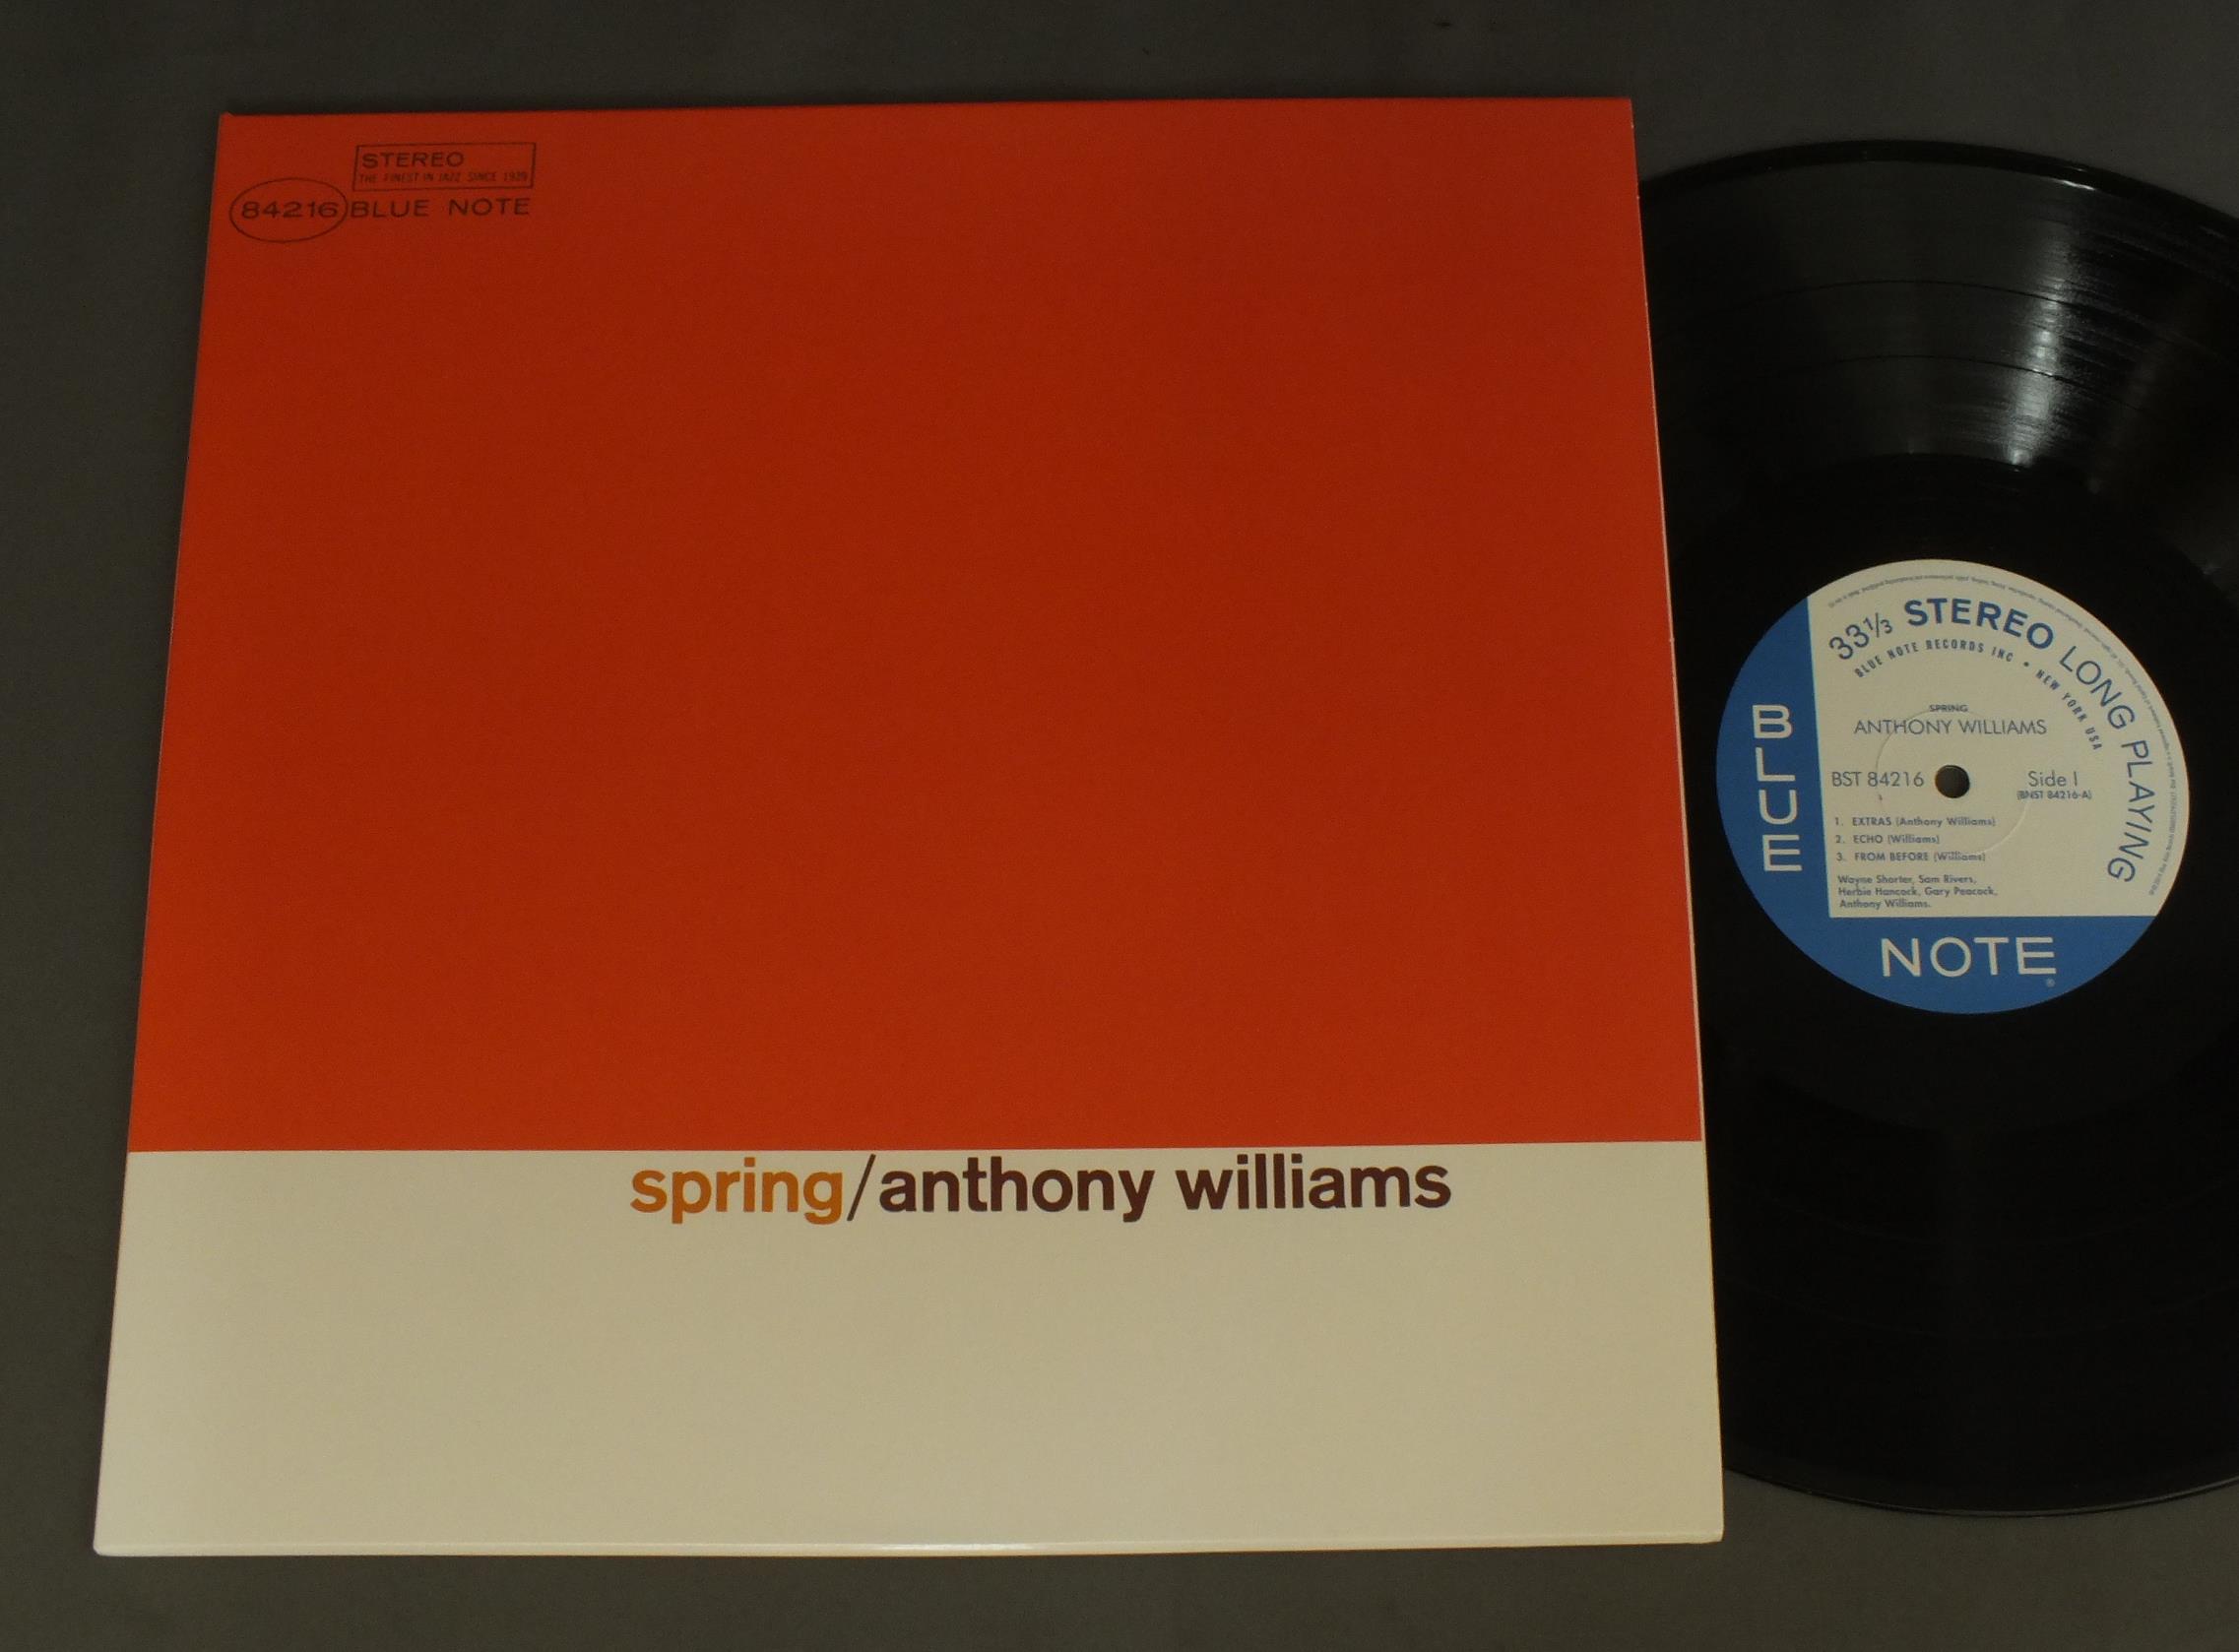 STEREO
THE FINEST IN JAZZ SINCE 1939
84216 BLUE NOTE
spring/anthony williams
33⅓ STEREO LONG PLAYING
BLUE NOTE RECORDS INC • NEW YORK USA
SPRING
ANTHONY WILLIAMS
BST 84216
Side 1
(BNST 84216-A)
1. EXTRAS (Anthony Williams)
2. ECHO (Williams)
3. FROM BEFORE (Williams)
Wayne Shorter, Sam Rivers,
Herbie Hancock, Gary Peacock,
Anthony Williams.
BLUE
NOTE®